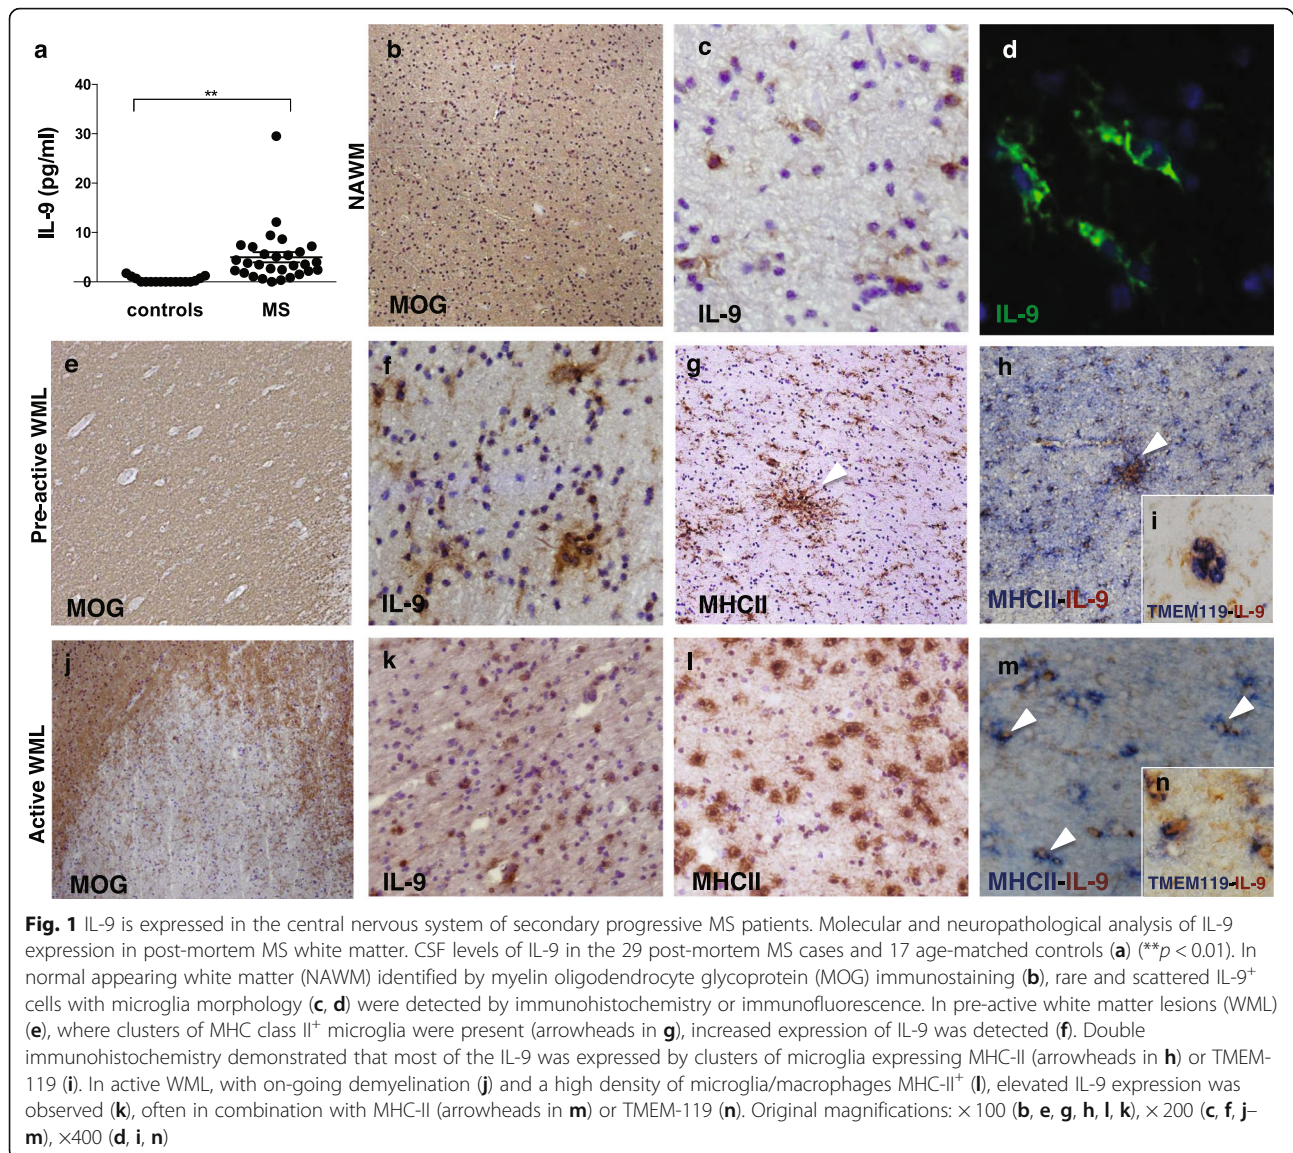 a
40
30
20
10
0
IL-9 (pg/ml)
**
controls
MS
NAWM
b
MOG
c
IL-9
d
IL-9
Pre-active WML
e
MOG
f
IL-9
g
MHCII
h
MHCII-IL-9
i
TMEM119-IL-9
Active WML
j
MOG
k
IL-9
l
MHCII
m
MHCII-IL-9
n
TMEM119-IL-9
Fig. 1 IL-9 is expressed in the central nervous system of secondary progressive MS patients. Molecular and neuropathological analysis of IL-9
expression in post-mortem MS white matter. CSF levels of IL-9 in the 29 post-mortem MS cases and 17 age-matched controls (a) (**p < 0.01). In
normal appearing white matter (NAWM) identified by myelin oligodendrocyte glycoprotein (MOG) immunostaining (b), rare and scattered IL-9⁺
cells with microglia morphology (c, d) were detected by immunohistochemistry or immunofluorescence. In pre-active white matter lesions (WML)
(e), where clusters of MHC class II⁺ microglia were present (arrowheads in g), increased expression of IL-9 was detected (f). Double
immunohistochemistry demonstrated that most of the IL-9 was expressed by clusters of microglia expressing MHC-II (arrowheads in h) or TMEM-
119 (i). In active WML, with on-going demyelination (j) and a high density of microglia/macrophages MHC-II⁺ (l), elevated IL-9 expression was
observed (k), often in combination with MHC-II (arrowheads in m) or TMEM-119 (n). Original magnifications: × 100 (b, e, g, h, l, k), × 200 (c, f, j–
m), ×400 (d, i, n)